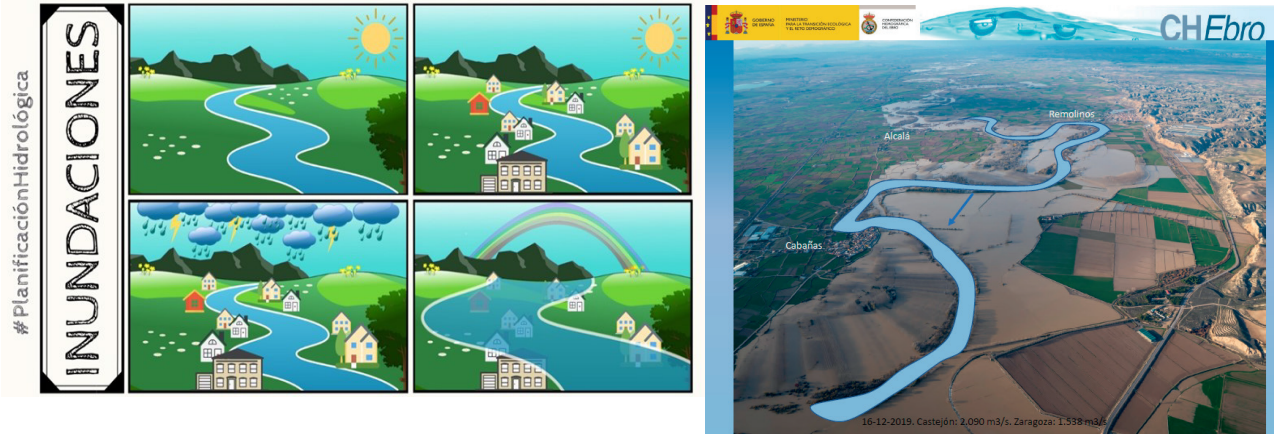 #PlanificaciónHidrológica
INUNDACIONES
GOBIERNO
DE ESPAÑA
MINISTERIO
PARA LA TRANSICIÓN ECOLÓGICA
Y EL RETO DEMOGRÁFICO
CONFEDERACIÓN
HIDROGRÁFICA
DEL EBRO
CHEbro
Remolinos
Alcalá
Cabañas
16-12-2019. Castejón: 2.090 m3/s. Zaragoza: 1.538 m3/s